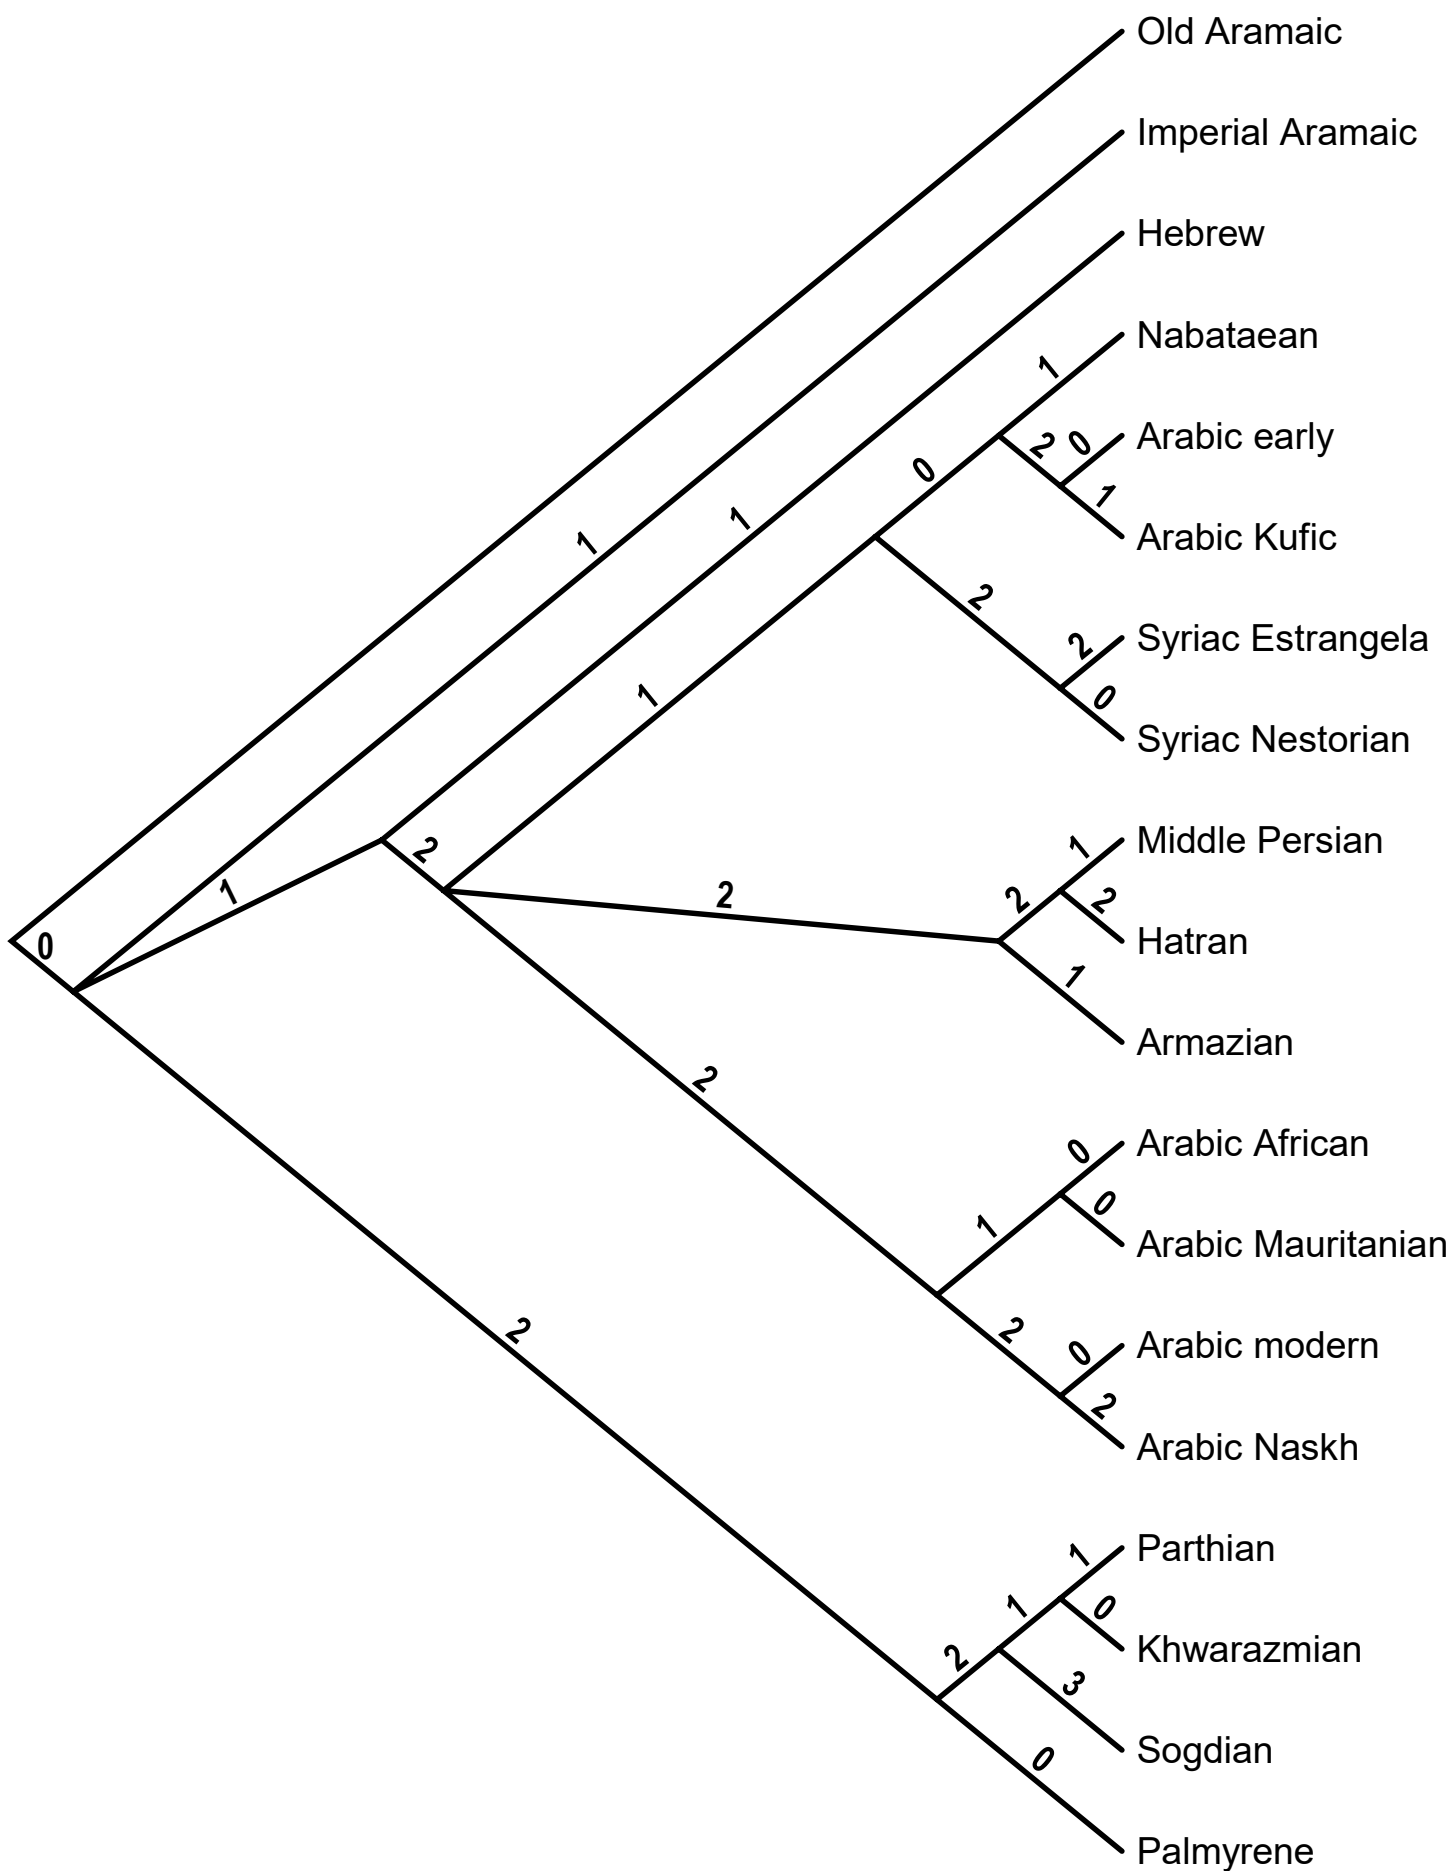 Old Aramaic
Imperial Aramaic
Hebrew
Nabataean
1
Arabic early
2 0
0
1
Arabic Kufic
1
1
2
Syriac Estrangela
2
1
0
Syriac Nestorian
Middle Persian
1
2
1
2
2
2
Hatran
0
1
Armazian
2
Arabic African
0
0
1
Arabic Mauritanian
2
2
0
Arabic modern
2
Arabic Naskh
Parthian
1
1
0
Khwarazmian
2
3
Sogdian
0
Palmyrene